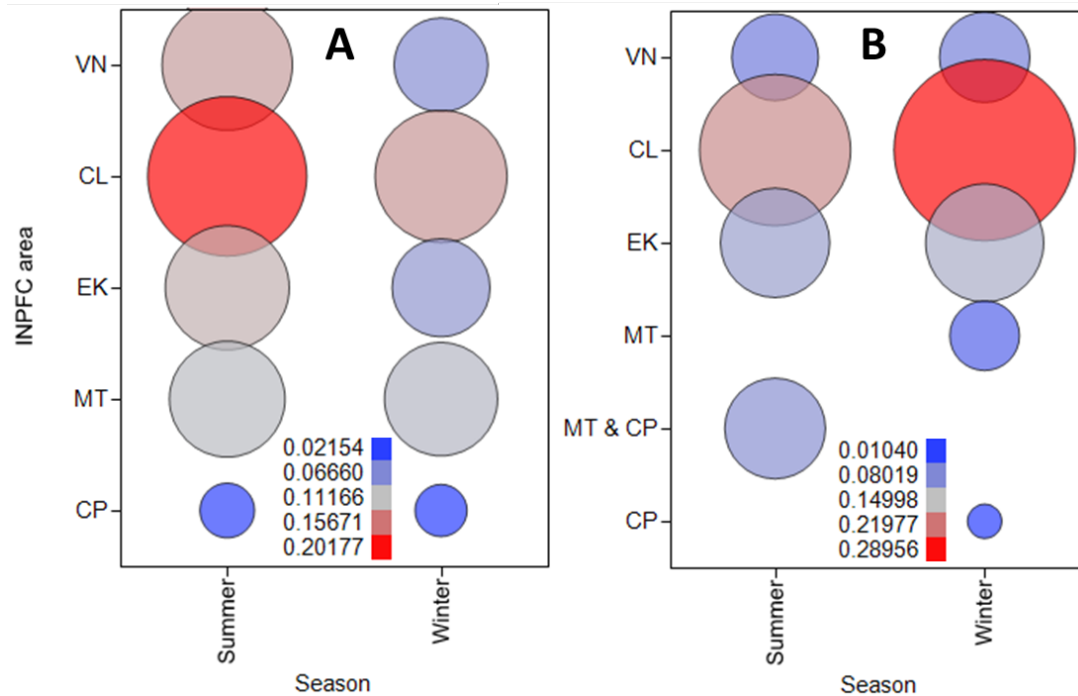 A
VN
CL
EK
MT
CP
INPFC area
0.02154
0.06660
0.11166
0.15671
0.20177
Summer
Winter
Season
B
VN
CL
EK
MT
MT & CP
CP
0.01040
0.08019
0.14998
0.21977
0.28956
Summer
Winter
Season